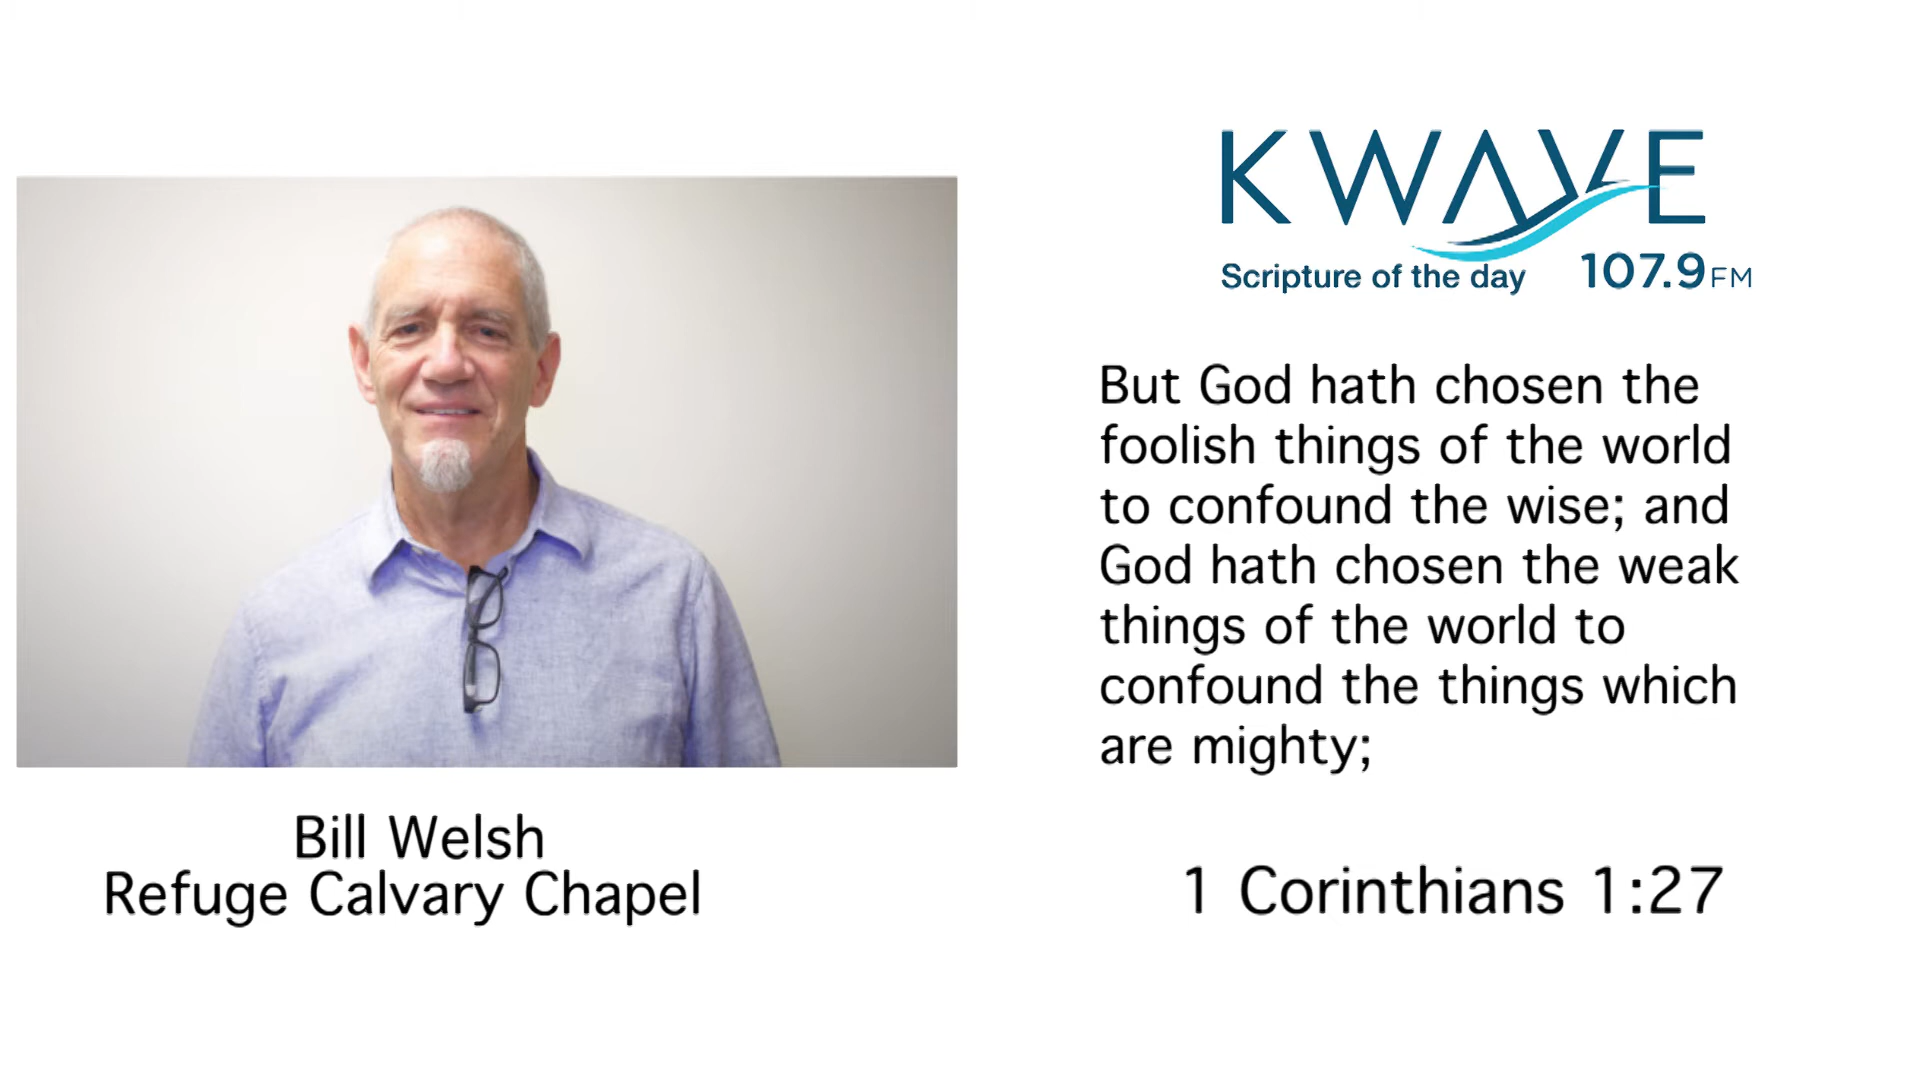 KWAVE
Scripture of the day 107.9 FM
But God hath chosen the
foolish things of the world
to confound the wise; and
God hath chosen the weak
things of the world to
confound the things which
are mighty;
1 Corinthians 1:27
Bill Welsh
Refuge Calvary Chapel